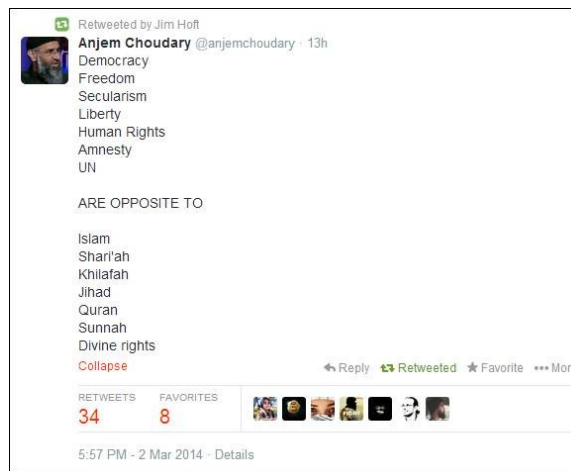 Retweeted by Jim Hoft
Anjem Choudary @anjemchoudary · 13h
Democracy
Freedom
Secularism
Liberty
Human Rights
Amnesty
UN
ARE OPPOSITE TO
Islam
Shari'ah
Khilafah
Jihad
Quran
Sunnah
Divine rights
Collapse Reply Retweeted Favorite ••• Mor
RETWEETS FAVORITES
34 8
5:57 PM - 2 Mar 2014 · Details